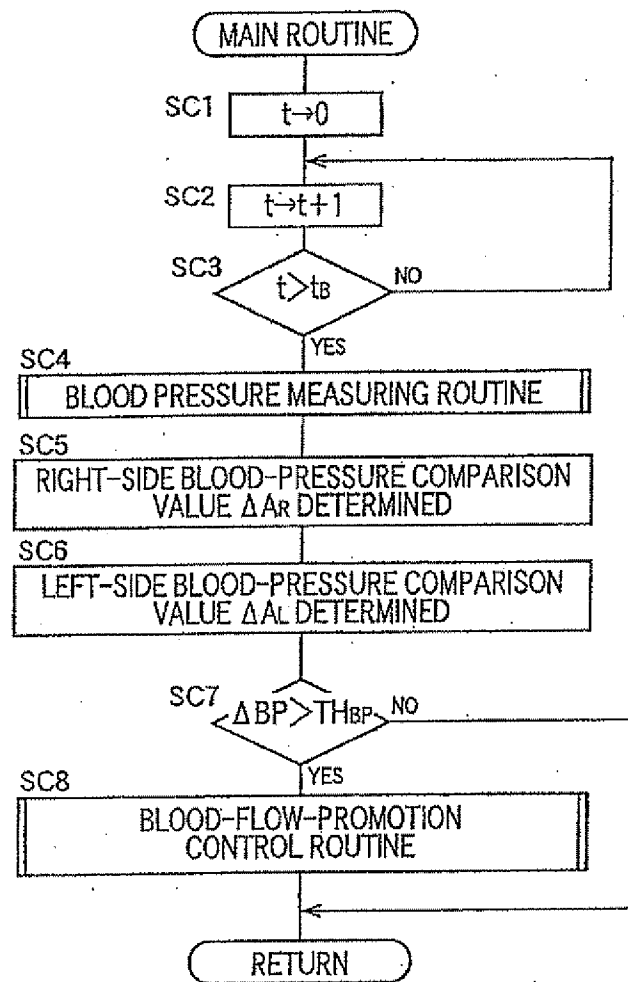 MAIN ROUTINE
SC1
t→0
SC2
t→t+1
SC3
t>tB
NO
YES
SC4
BLOOD PRESSURE MEASURING ROUTINE
SC5
RIGHT-SIDE BLOOD-PRESSURE COMPARISON
VALUE ΔAR DETERMINED
SC6
LEFT-SIDE BLOOD-PRESSURE COMPARISON
VALUE ΔAL DETERMINED
SC7
ΔBP>THBP
NO
YES
SC8
BLOOD-FLOW-PROMOTION
CONTROL ROUTINE
RETURN